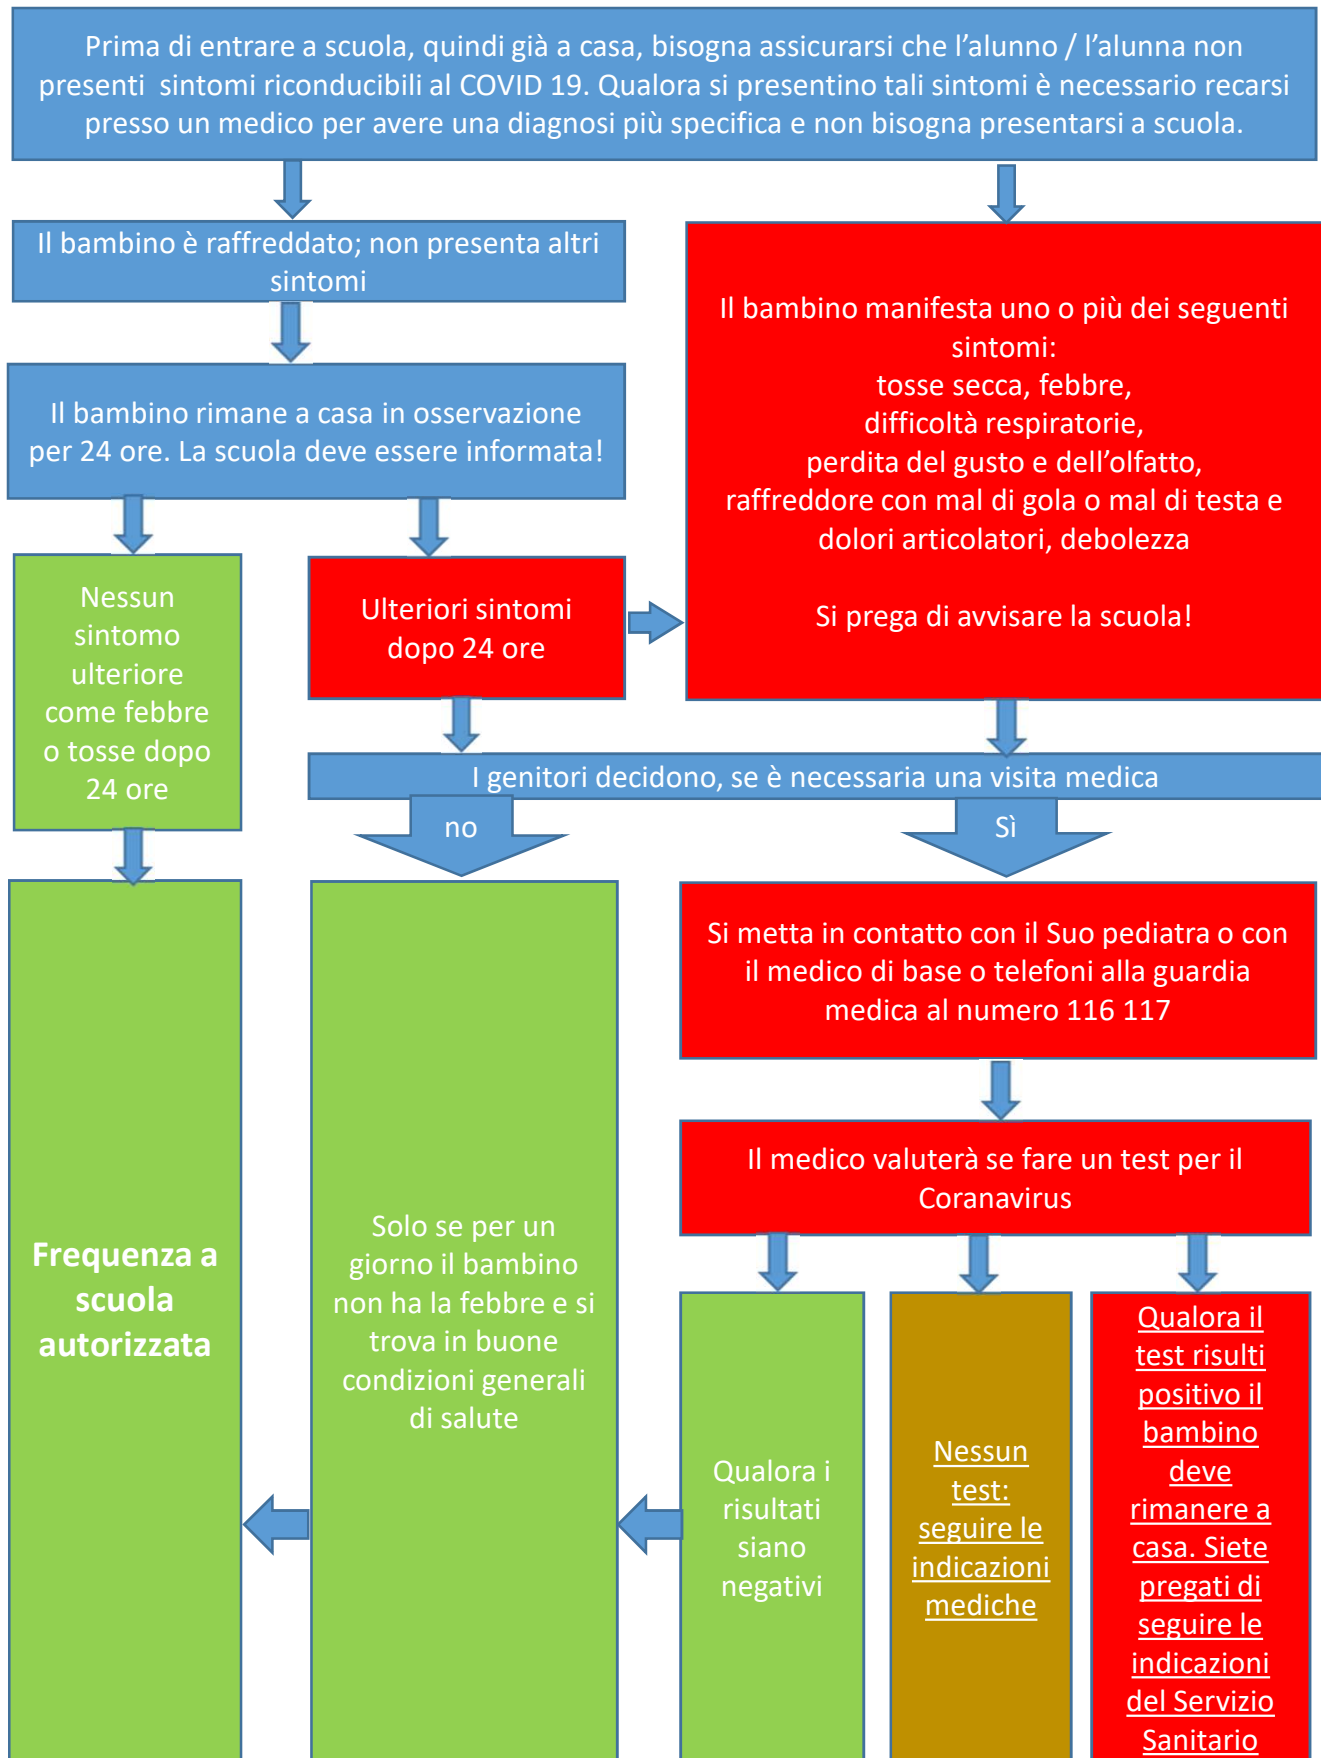 Prima di entrare a scuola, quindi già a casa, bisogna assicurarsi che l’alunno / l’alunna non
presenti sintomi riconducibili al COVID 19. Qualora si presentino tali sintomi è necessario recarsi
presso un medico per avere una diagnosi più specifica e non bisogna presentarsi a scuola.
Il bambino è raffreddato; non presenta altri
sintomi
Il bambino manifesta uno o più dei seguenti
sintomi:
tosse secca, febbre,
difficoltà respiratorie,
perdita del gusto e dell’olfatto,
raffreddore con mal di gola o mal di testa e
dolori articolatori, debolezza
Si prega di avvisare la scuola!
Il bambino rimane a casa in osservazione
per 24 ore. La scuola deve essere informata!
Nessun
sintomo
ulteriore
come febbre
o tosse dopo
24 ore
Ulteriori sintomi
dopo 24 ore
I genitori decidono, se è necessaria una visita medica
no
Sì
Frequenza a
scuola
autorizzata
Solo se per un
giorno il bambino
non ha la febbre e si
trova in buone
condizioni generali
di salute
Si metta in contatto con il Suo pediatra o con
il medico di base o telefoni alla guardia
medica al numero 116 117
Il medico valuterà se fare un test per il
Coranavirus
Qualora i
risultati
siano
negativi
Nessun
test:
seguire le
indicazioni
mediche
Qualora il
test risulti
positivo il
bambino
deve
rimanere a
casa. Siete
pregati di
seguire le
indicazioni
del Servizio
Sanitario